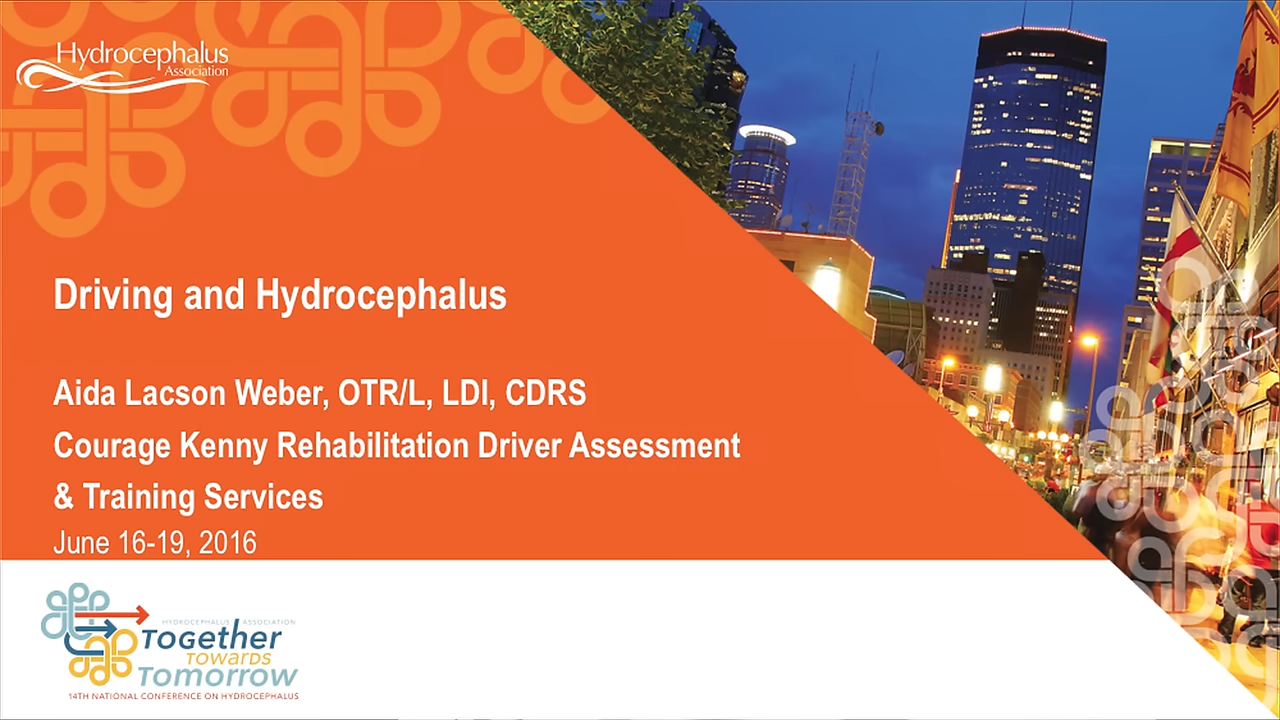 Hydrocephalus
Association
Driving and Hydrocephalus
Aida Lacson Weber, OTR/L, LDI, CDRS
Courage Kenny Rehabilitation Driver Assessment
& Training Services
June 16-19, 2016
HYDROCEPHALUS ASSOCIATION
TOgether
TOWARDS
TOmorrow
14TH NATIONAL CONFERENCE ON HYDROCEPHALUS